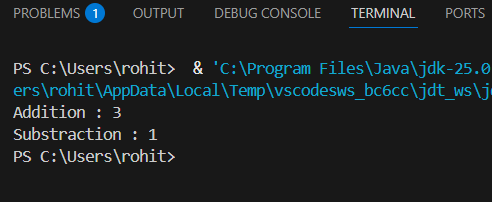 PROBLEMS 1 OUTPUT DEBUG CONSOLE TERMINAL PORTS
PS C:\Users\rohit>  & 'C:\Program Files\Java\jdk-25.0
ers\rohit\AppData\Local\Temp\vscodesws_bc6cc\jdt_ws\jd
Addition : 3
Substraction : 1
PS C:\Users\rohit>